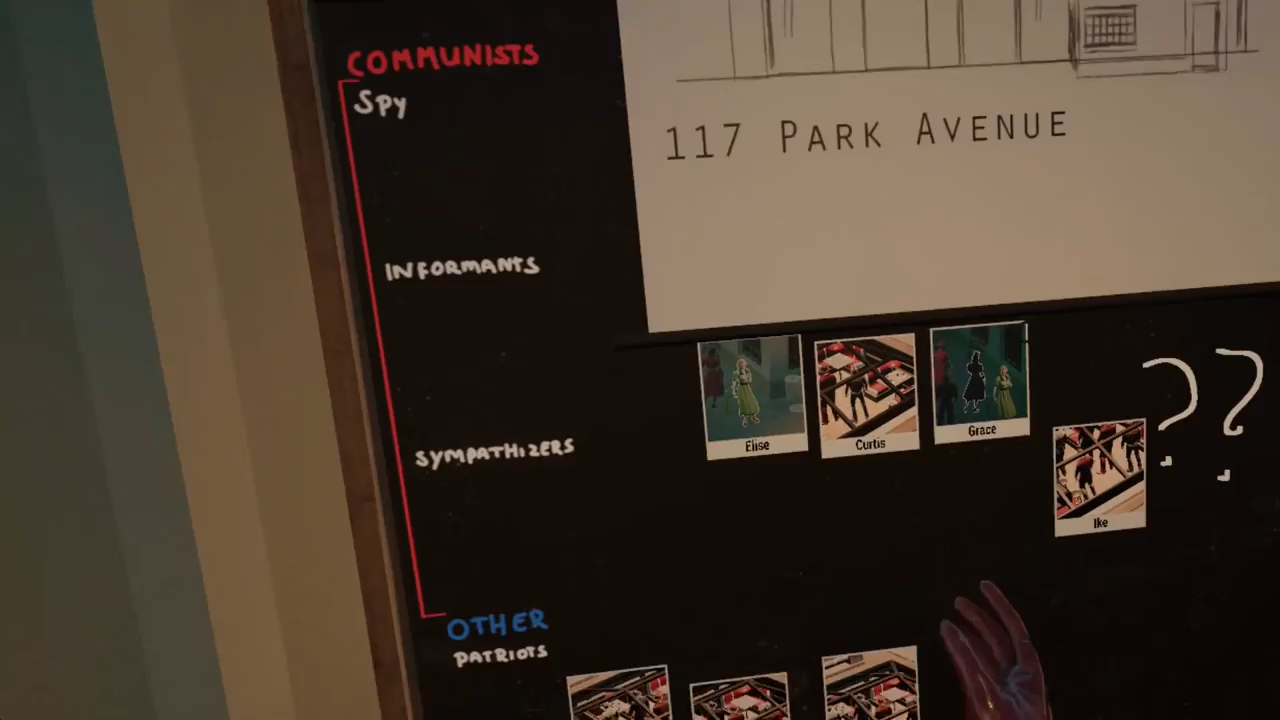 COMMUNISTS
SPY
117 PARK AVENUE
INFORMANTS
??
Elise
Curtis
Grace
SYMPATHIZERS
Ike
OTHER
PATRIOTS